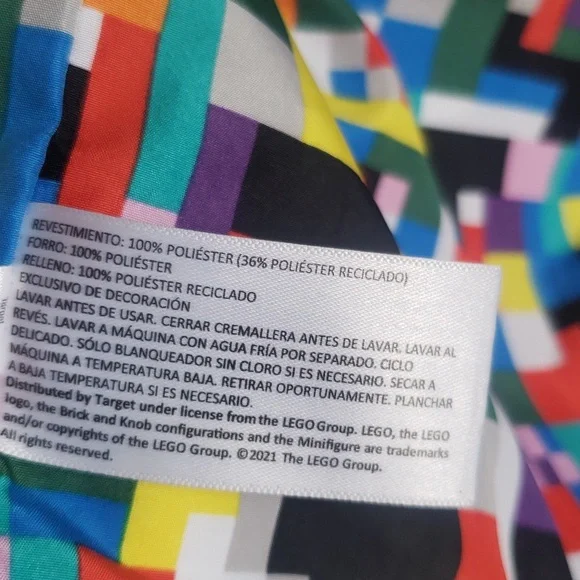 REVESTIMIENTO: 100% POLIÉSTER (36% POLIÉSTER RECICLADO)
FORRO: 100% POLIÉSTER
RELLENO: 100% POLIÉSTER RECICLADO
EXCLUSIVO DE DECORACIÓN
LAVAR ANTES DE USAR. CERRAR CREMALLERA ANTES DE LAVAR. LAVAR AL
REVÉS. LAVAR A MÁQUINA CON AGUA FRÍA POR SEPARADO. CICLO
DELICADO. SÓLO BLANQUEADOR SIN CLORO SI ES NECESARIO. SECAR A
MÁQUINA A TEMPERATURA BAJA. RETIRAR OPORTUNAMENTE. PLANCHAR
A BAJA TEMPERATURA SI ES NECESARIO.
Distributed by Target under license from the LEGO Group. LEGO, the LEGO
logo, the Brick and Knob configurations and the Minifigure are trademarks
and/or copyrights of the LEGO Group. ©2021 The LEGO Group.
All rights reserved.